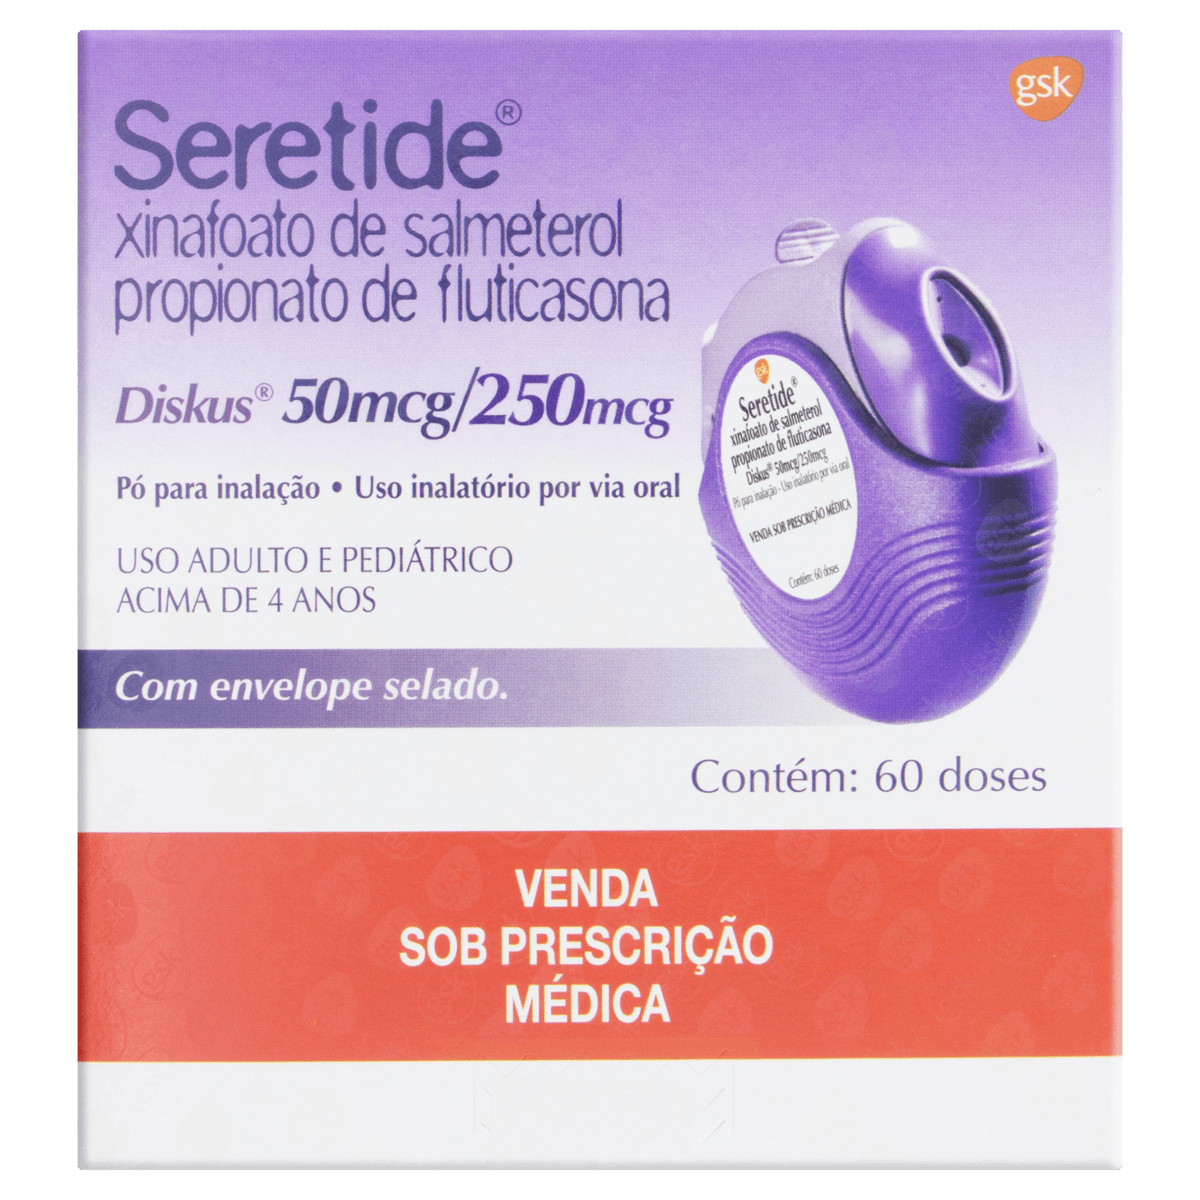 gsk
Seretide®
xinafoato de salmeterol
propionato de fluticasona
Diskus® 50mcg/250mcg
Pó para inalação • Uso inalatório por via oral
USO ADULTO E PEDIÁTRICO
ACIMA DE 4 ANOS
Com envelope selado.
gsk
Seretide®
xinafoato de salmeterol
propionato de fluticasona
Diskus® 50mcg/250mcg
Pó para inalação - Uso inalatório por via oral
VENDA SOB PRESCRIÇÃO MÉDICA
Contém: 60 doses
Contém: 60 doses
VENDA
SOB PRESCRIÇÃO
MÉDICA